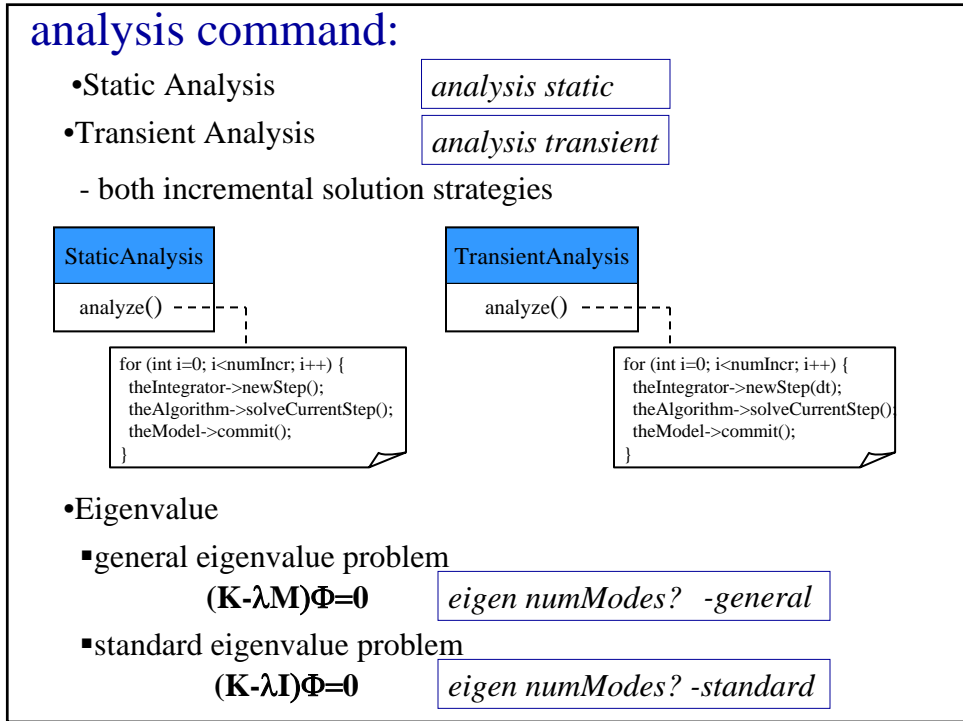 analysis command:
•Static Analysis analysis static
•Transient Analysis analysis transient
- both incremental solution strategies
StaticAnalysis
analyze()
for (int i=0; i<numIncr; i++) {
theIntegrator->newStep();
theAlgorithm->solveCurrentStep();
theModel->commit();
}
TransientAnalysis
analyze()
for (int i=0; i<numIncr; i++) {
theIntegrator->newStep(dt);
theAlgorithm->solveCurrentStep();
theModel->commit();
}
•Eigenvalue
▪general eigenvalue problem
(K-λM)Φ=0 eigen numModes? -general
▪standard eigenvalue problem
(K-λI)Φ=0 eigen numModes? -standard